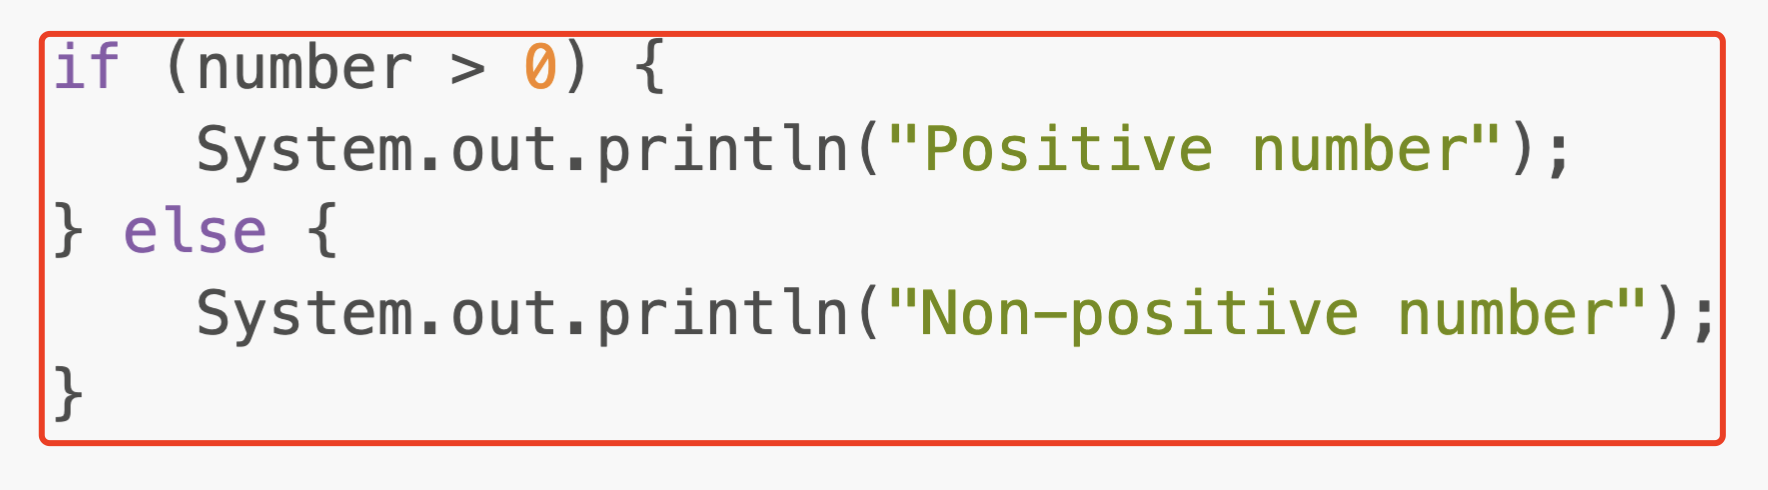 if (number > 0) {
    System.out.println("Positive number");
} else {
    System.out.println("Non-positive number");
}